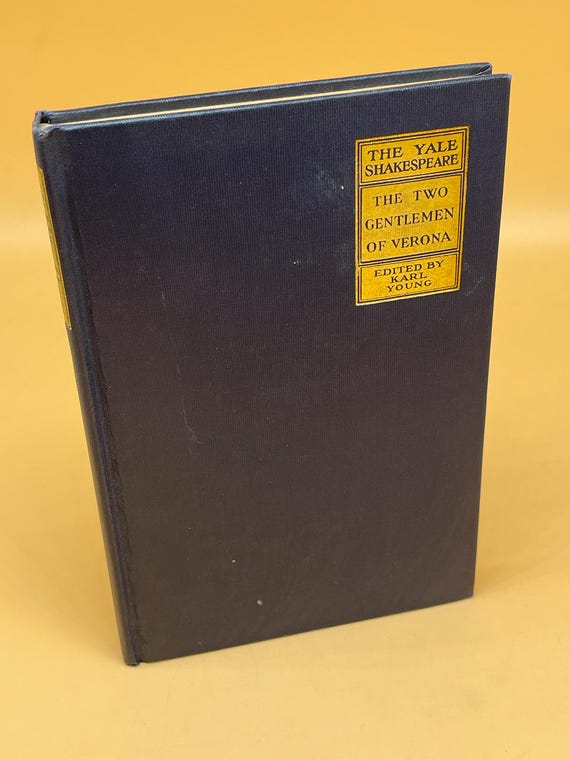 THE YALE
SHAKESPEARE
THE TWO
GENTLEMEN
OF VERONA
EDITED BY
KARL
YOUNG